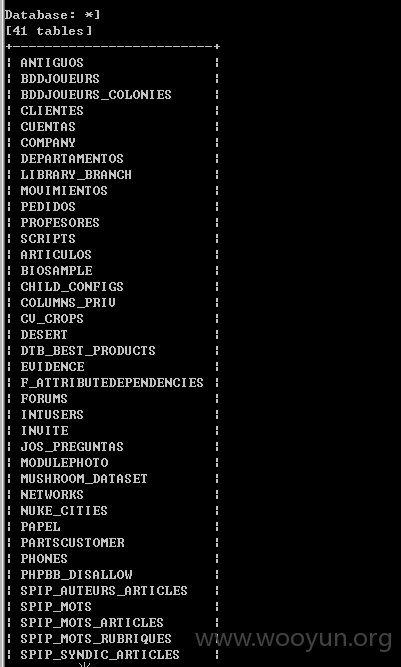 Database: *]
[41 tables]
+-------------------------+
| ANTIGUOS |
| BDDJOUEURS |
| BDDJOUEURS_COLONIES |
| CLIENTES |
| CUENTAS |
| COMPANY |
| DEPARTAMENTOS |
| LIBRARY_BRANCH |
| MOVIMIENTOS |
| PEDIDOS |
| PROFESORES |
| SCRIPTS |
| ARTICULOS |
| BIOSAMPLE |
| CHILD_CONFIGS |
| COLUMNS_PRIV |
| CV_CROPS |
| DESERT |
| DTB_BEST_PRODUCTS |
| EVIDENCE |
| F_ATTRIBUTEDEPENDENCIES |
| FORUMS |
| INTUSERS |
| INVITE |
| JOS_PREGUNTAS |
| MODULEPHOTO |
| MUSHROOM_DATASET |
| NETWORKS |
| NUKE_CITIES |
| PAPEL |
| PARTSCUSTOMER |
| PHONES |
| PHPBB_DISALLOW |
| SPIP_AUTEURS_ARTICLES |
| SPIP_MOTS |
| SPIP_MOTS_ARTICLES |
| SPIP_MOTS_RUBRIQUES |
| SPIP_SYNDIC_ARTICLES |
www.wooyun.org